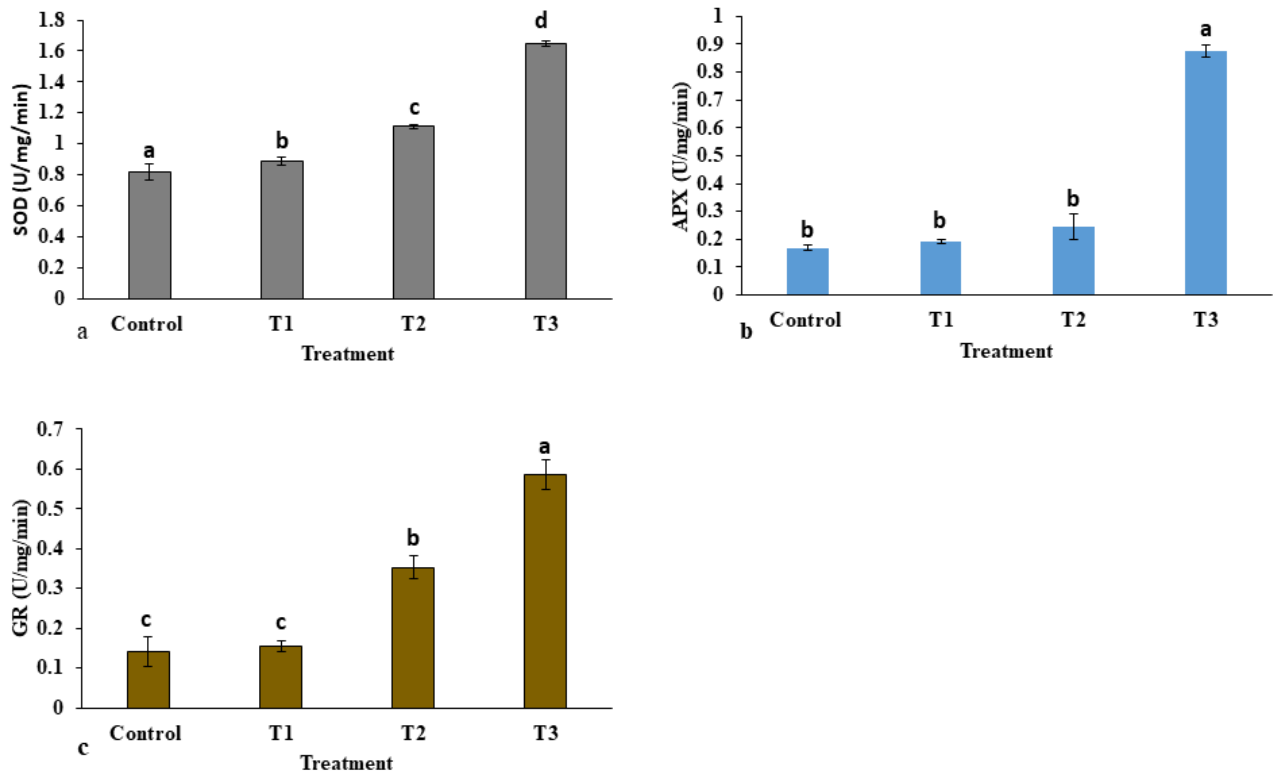 SOD (U/mg/min)
1.8
1.6
1.4
1.2
1
0.8
0.6
0.4
0.2
0
a
b
c
d
Control T1 T2 T3
Treatment
a
APX (U/mg/min)
1
0.9
0.8
0.7
0.6
0.5
0.4
0.3
0.2
0.1
0
b
b
b
a
Control T1 T2 T3
Treatment
b
GR (U/mg/min)
0.7
0.6
0.5
0.4
0.3
0.2
0.1
0
c
c
b
a
Control T1 T2 T3
Treatment
c